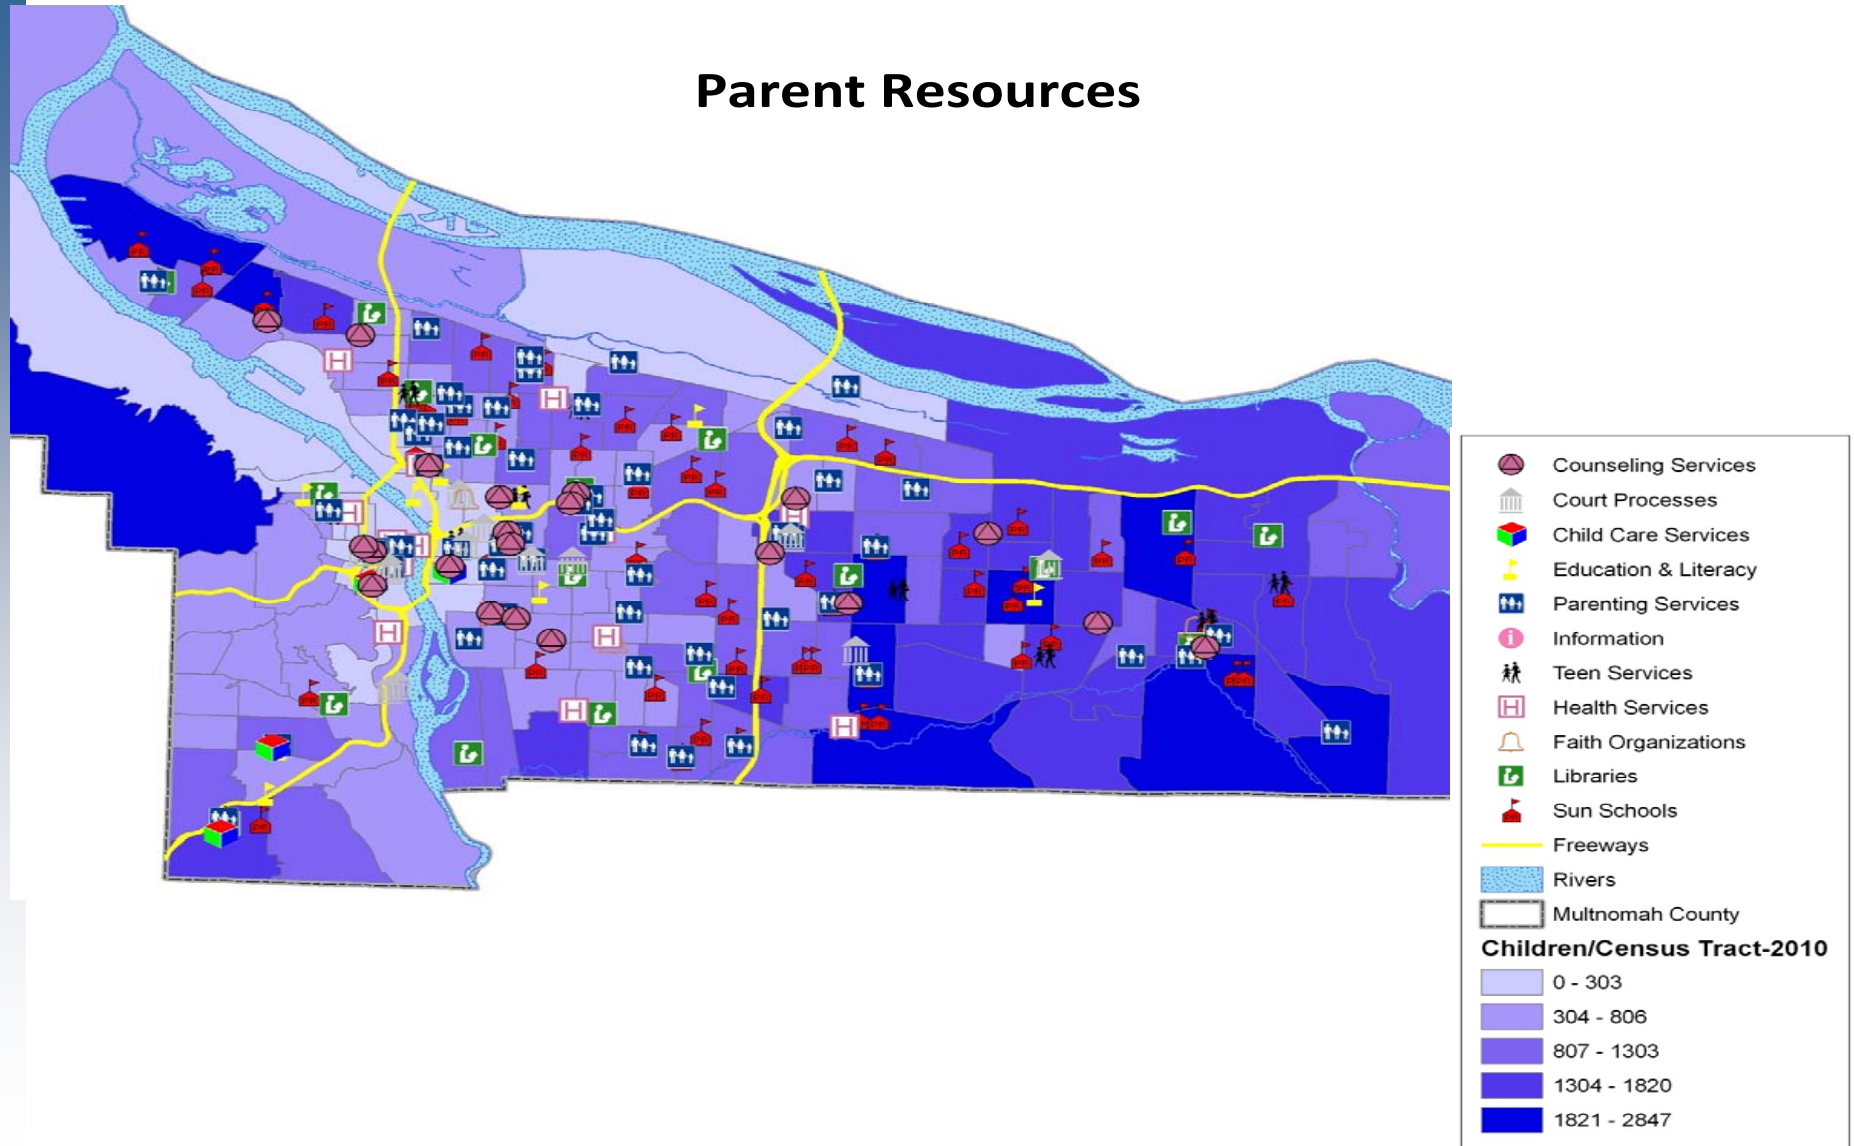 Parent Resources
Counseling Services
Court Processes
Child Care Services
Education & Literacy
Parenting Services
i Information
Teen Services
H Health Services
Faith Organizations
Libraries
Sun Schools
Freeways
Rivers
Multnomah County
Children/Census Tract-2010
0 - 303
304 - 806
807 - 1303
1304 - 1820
1821 - 2847